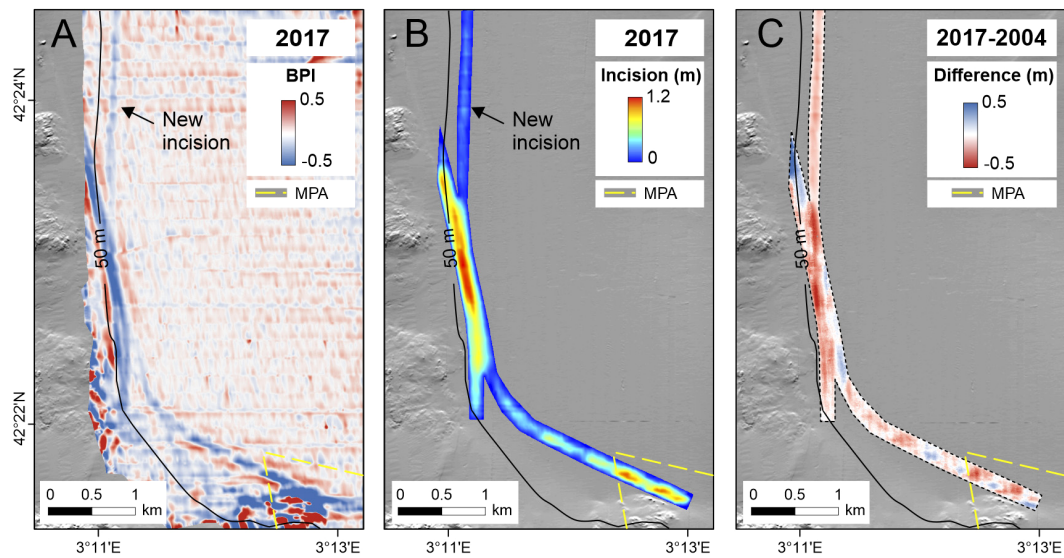 A
2017
BPI
0.5
-0.5
MPA
New
incision
50 m
0 0.5 1
km
42°24'N
42°22'N
3°11'E
3°13'E
B
2017
Incision (m)
1.2
0
MPA
New
incision
50 m
0 0.5 1
km
3°11'E
3°13'E
C
2017-2004
Difference (m)
0.5
-0.5
MPA
50 m
0 0.5 1
km
3°11'E
3°13'E